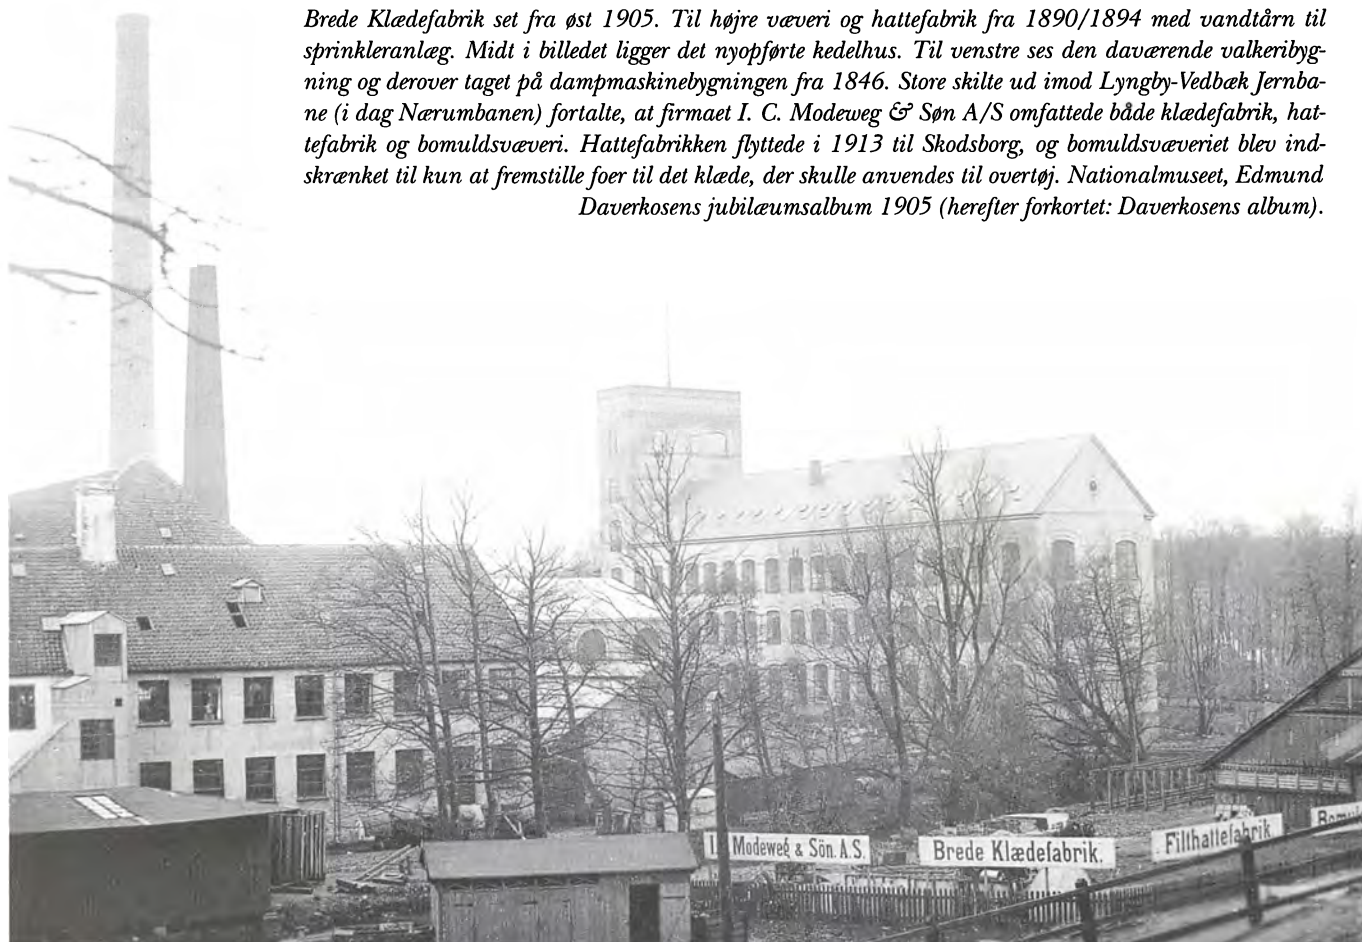 Brede Klædefabrik set fra øst 1905. Til højre væveri og hattefabrik fra 1890/1894 med vandtårn til
sprinkleranlæg. Midt i billedet ligger det nyopførte kedelhus. Til venstre ses den daværende valkeribyg-
ning og derover taget på dampmaskinebygningen fra 1846. Store skilte ud imod Lyngby-Vedbæk Jernba-
ne (i dag Nærumbanen) fortalte, at firmaet I. C. Modeweg & Søn A/S omfattede både klædefabrik, hat-
tefabrik og bomuldsvæveri. Hattefabrikken flyttede i 1913 til Skodsborg, og bomuldsvæveriet blev ind-
skrænket til kun at fremstille foer til det klæde, der skulle anvendes til overtøj. Nationalmuseet, Edmund
Daverkosens jubilæumsalbum 1905 (herefter forkortet: Daverkosens album).
Modeweg & Sön. A.S.
Brede Klædefabrik.
Filthattefabrik